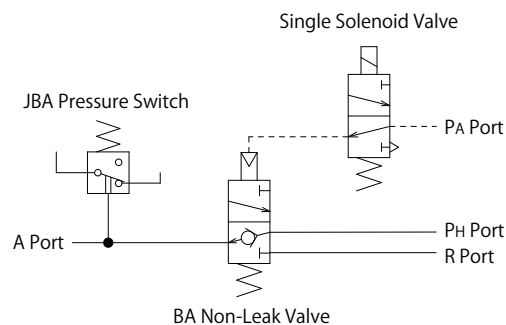 Single Solenoid Valve
JBA Pressure Switch
PA Port
A Port
PH Port
R Port
BA Non-Leak Valve